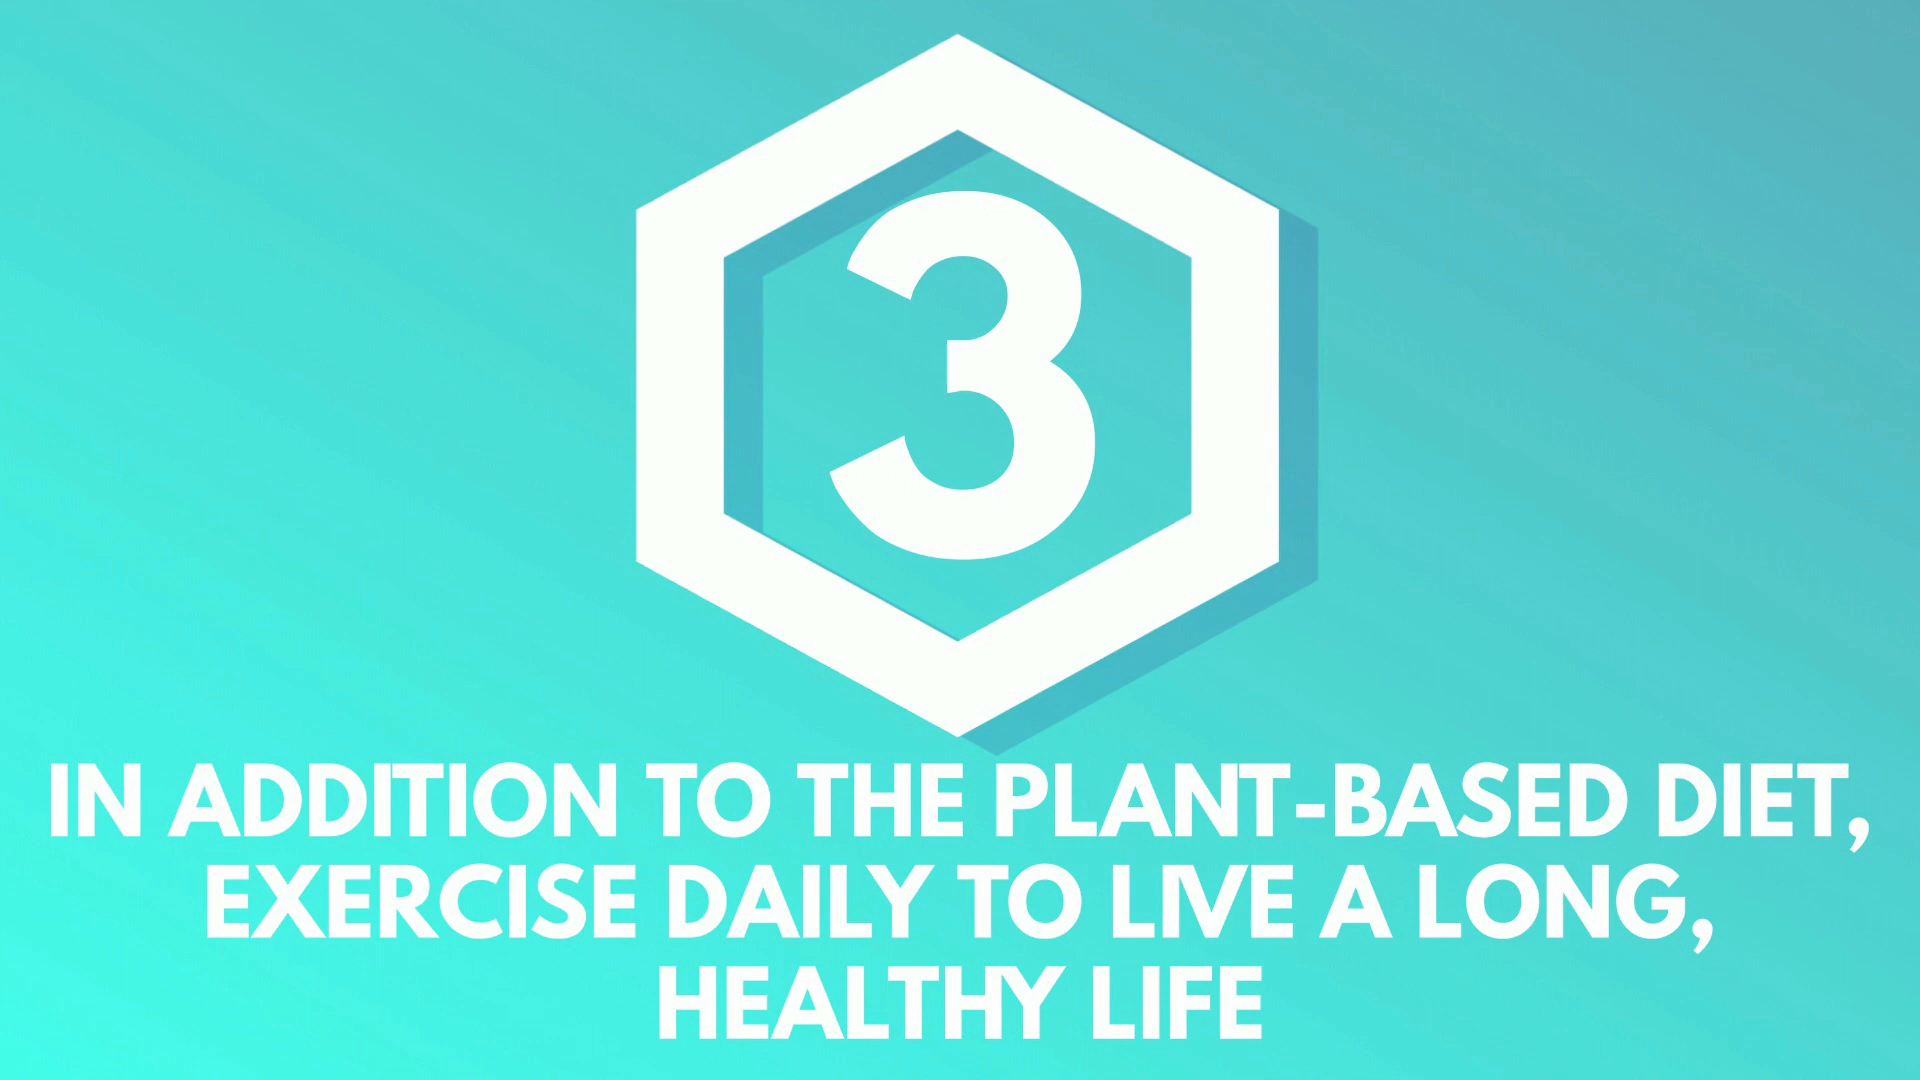 3
IN ADDITION TO THE PLANT-BASED DIET,
EXERCISE DAILY TO LIVE A LONG,
HEALTHY LIFE